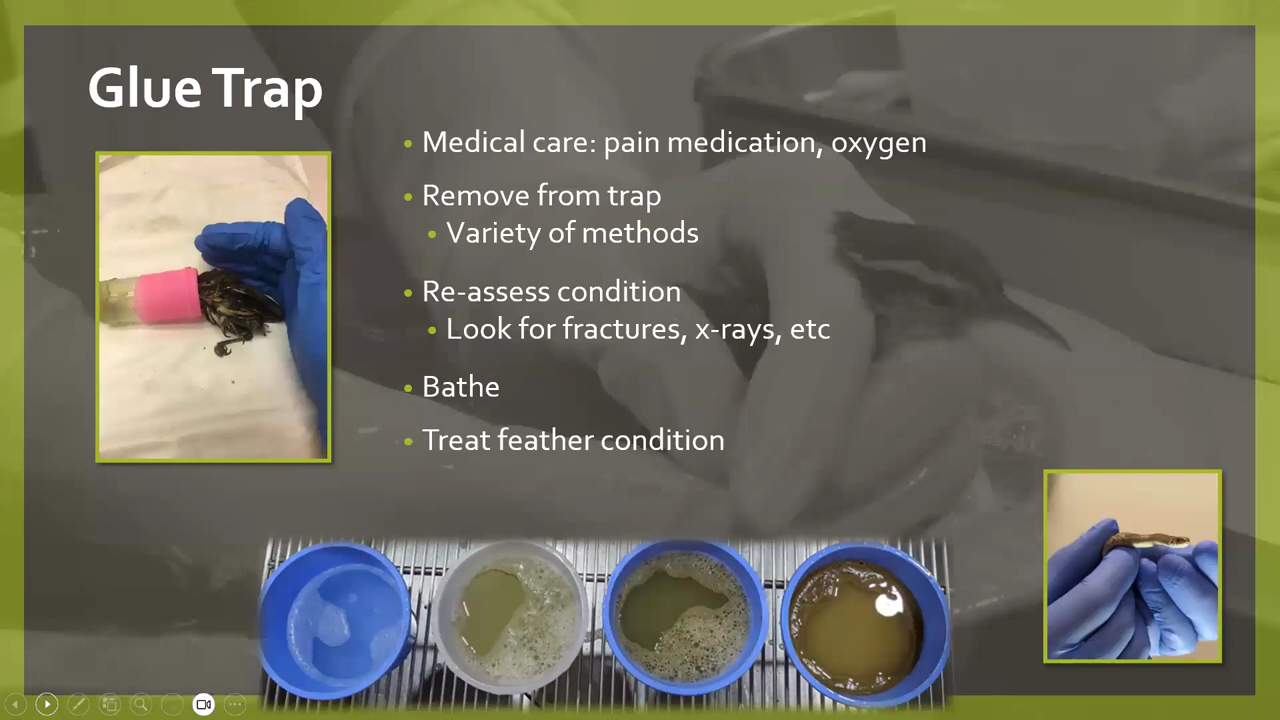 Glue Trap
Medical care: pain medication, oxygen
Remove from trap
Variety of methods
Re-assess condition
Look for fractures, x-rays, etc
Bathe
Treat feather condition